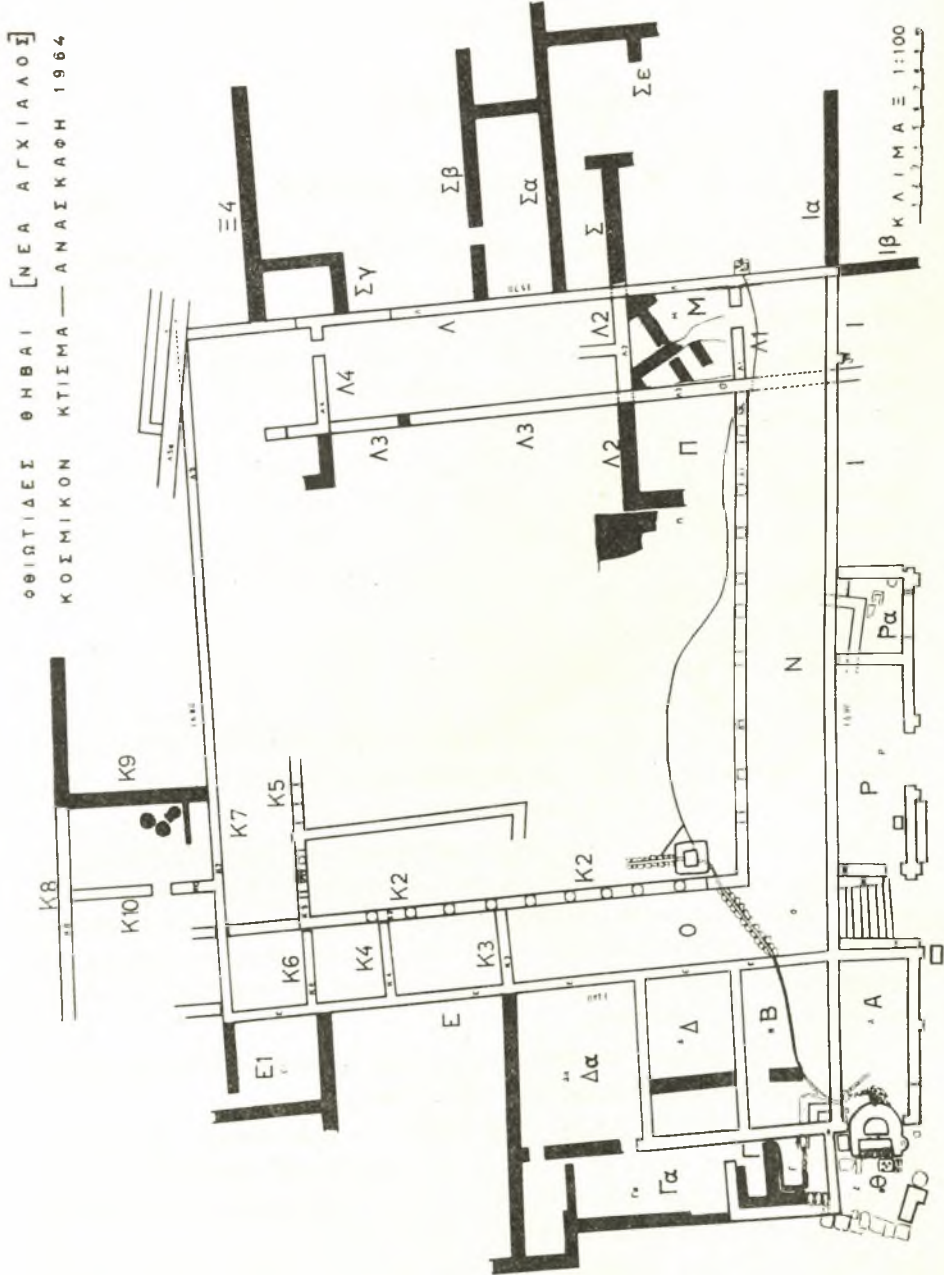 ΦΘΙΩΤΙΔΕΣ ΘΗΒΑΙ [ΝΕΑ ΑΓΧΙΑΛΟΣ]
ΚΟΣΜΙΚΟΝ ΚΤΙΣΜΑ — ΑΝΑΣΚΑΦΗ 1964
Ξ4
Σβ
Σε
Σγ
Σα
Σ
Ια
Ιβ
ΚΛΙΜΑΞ 1:100
Λ
Λ2
Μ
Λ4
Λ3
Λ3
Λ2
Λ1
Π
Ι
Ι
Κ9
Κ8
Κ7
Κ10
Κ5
Κ2
Κ2
Ν
Ρα
Ρ
Κ6
Κ4
Κ3
Ο
Ε1
Ε
Δα
Δ
Β
Α
Γα
Γ
Θ